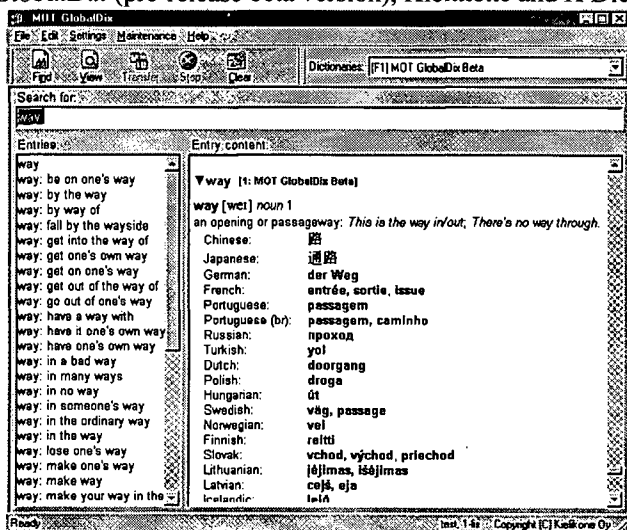 GlobalDix (pre-release beta version), Kielikone and K Dic
MOT GlobalDix
File Edit Settings Maintenance Help
Find View Transfer Stop Clear Dictionaries: [F1] MOT GlobalDix Beta
Search for:
way
Entries:
way
way: be on one's way
way: by the way
way: by way of
way: fall by the wayside
way: get into the way of
way: get one's own way
way: get on one's way
way: get out of the way of
way: go out of one's way
way: have a way with
way: have it one's own way
way: have one's own way
way: in a bad way
way: in many ways
way: in no way
way: in someone's way
way: in the ordinary way
way: in the way
way: lose one's way
way: make one's way
way: make way
way: make your way in the
Entry content:
▼way [1: MOT GlobalDix Beta]
way [weɪ] noun 1
an opening or passageway: This is the way in/out; There's no way through.
Chinese: 路
Japanese: 通路
German: der Weg
French: entrée, sortie, issue
Portuguese: passagem
Portuguese (br): passagem, caminho
Russian: проход
Turkish: yol
Dutch: doorgang
Polish: droga
Hungarian: út
Swedish: väg, passage
Norwegian: vei
Finnish: reitti
Slovak: vchod, východ, priechod
Lithuanian: įėjimas, išėjimas
Latvian: ceļš, eja
Icelandic: leið
Ready Copyright [C] Kielikone Oy